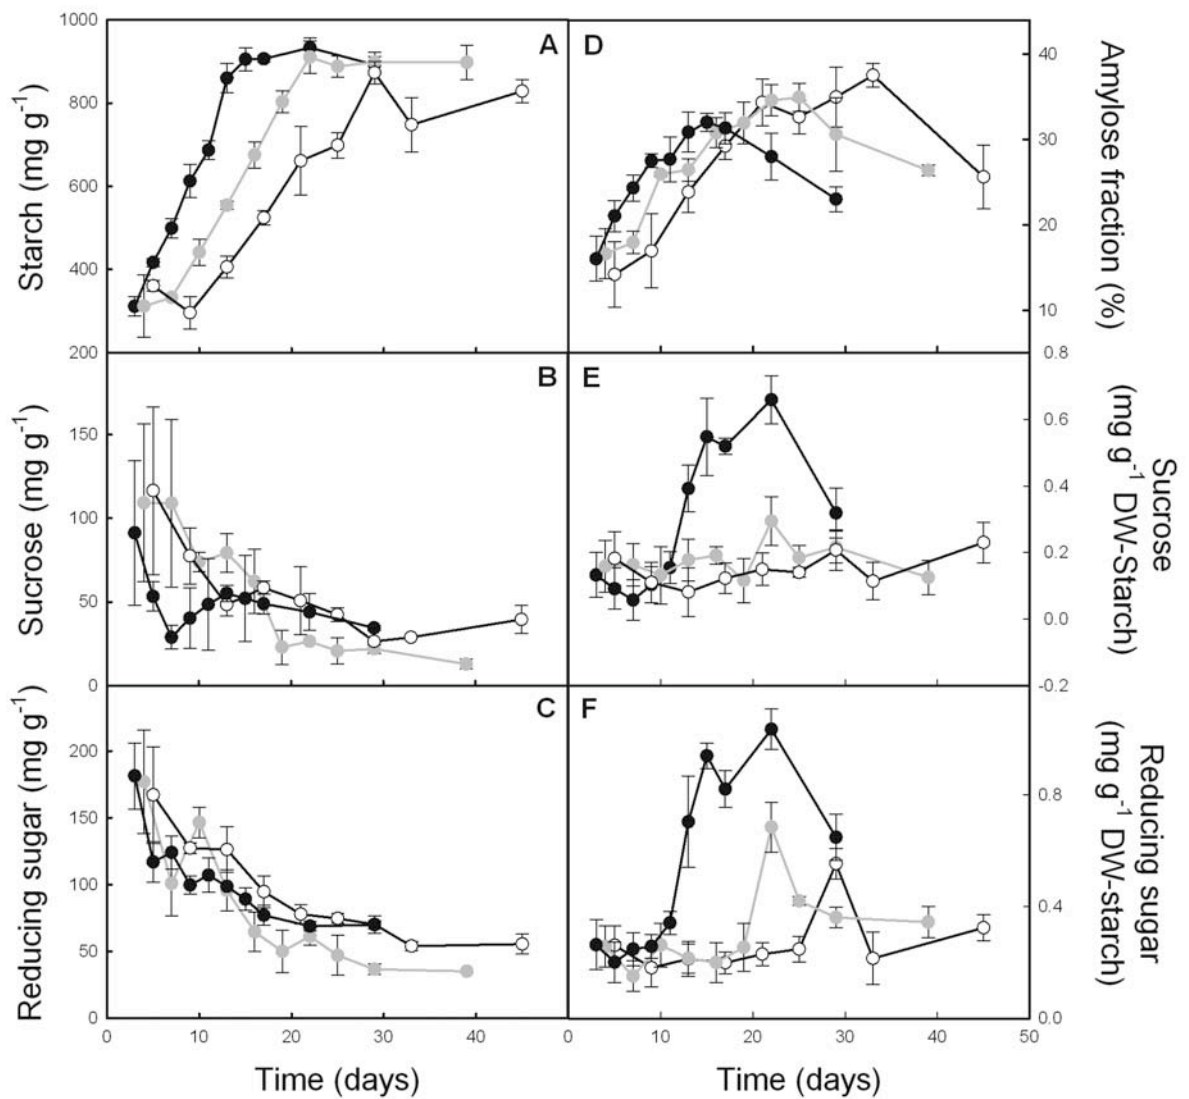 1000
800
600
400
200
Starch (mg g⁻¹)
A
D
40
30
20
10
Amylose fraction (%)
150
100
50
0
Sucrose (mg g⁻¹)
B
E
0.8
0.6
0.4
0.2
0.0
-0.2
Sucrose
(mg g⁻¹ DW-Starch)
200
150
100
50
0
Reducing sugar (mg g⁻¹)
C
F
0.8
0.4
0.0
Reducing sugar
(mg g⁻¹ DW-starch)
0 10 20 30 40 0 10 20 30 40 50
Time (days) Time (days)